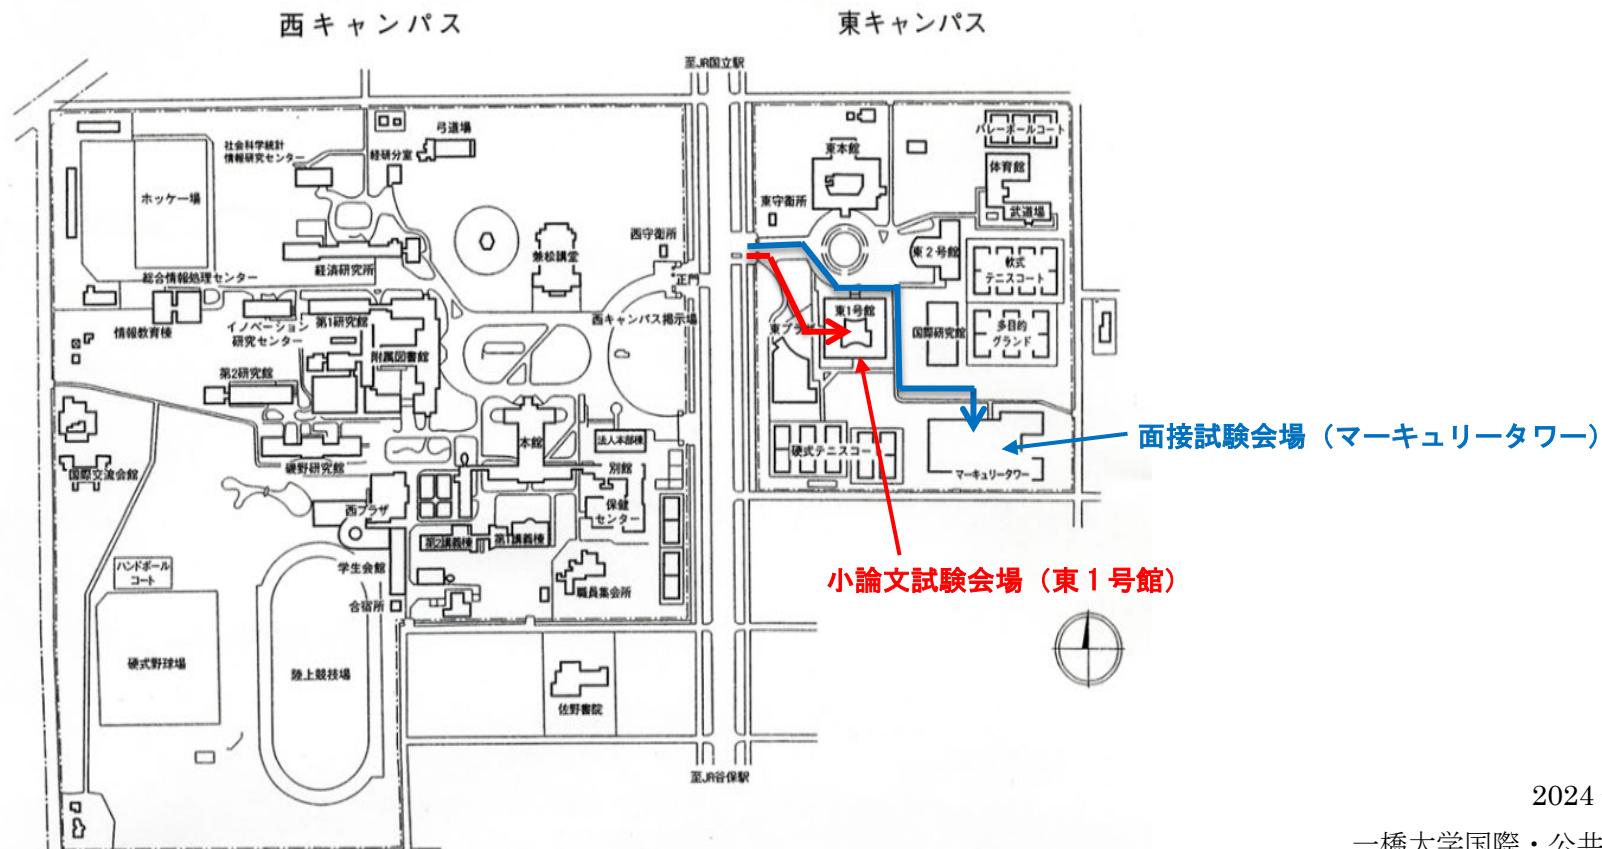 西キャンパス
東キャンパス
至JR国立駅
弓道場
社会科学統計
情報研究センター
経研分室
ホッケー場
西守衛所
兼松講堂
正門
経済研究所
総合情報処理センター
情報教育棟
イノベーション
研究センター
第1研究館
附属図書館
西キャンパス掲示場
第2研究館
本館
法人本部棟
磯野研究館
別館
国際交流会館
保健
センター
西プラザ
第2講義棟
第1講義棟
学生会館
ハンドボール
コート
合宿所
職員集会所
硬式野球場
陸上競技場
佐野書院
至JR谷保駅
バレーボールコート
東本館
体育館
東守衛所
武道場
東2号館
軟式
テニスコート
東1号館
東プラザ
国際研究館
多目的
グランド
硬式テニスコー
マーキュリータワー
面接試験会場（マーキュリータワー）
小論文試験会場（東１号館）
2024
一橋大学国際・公共